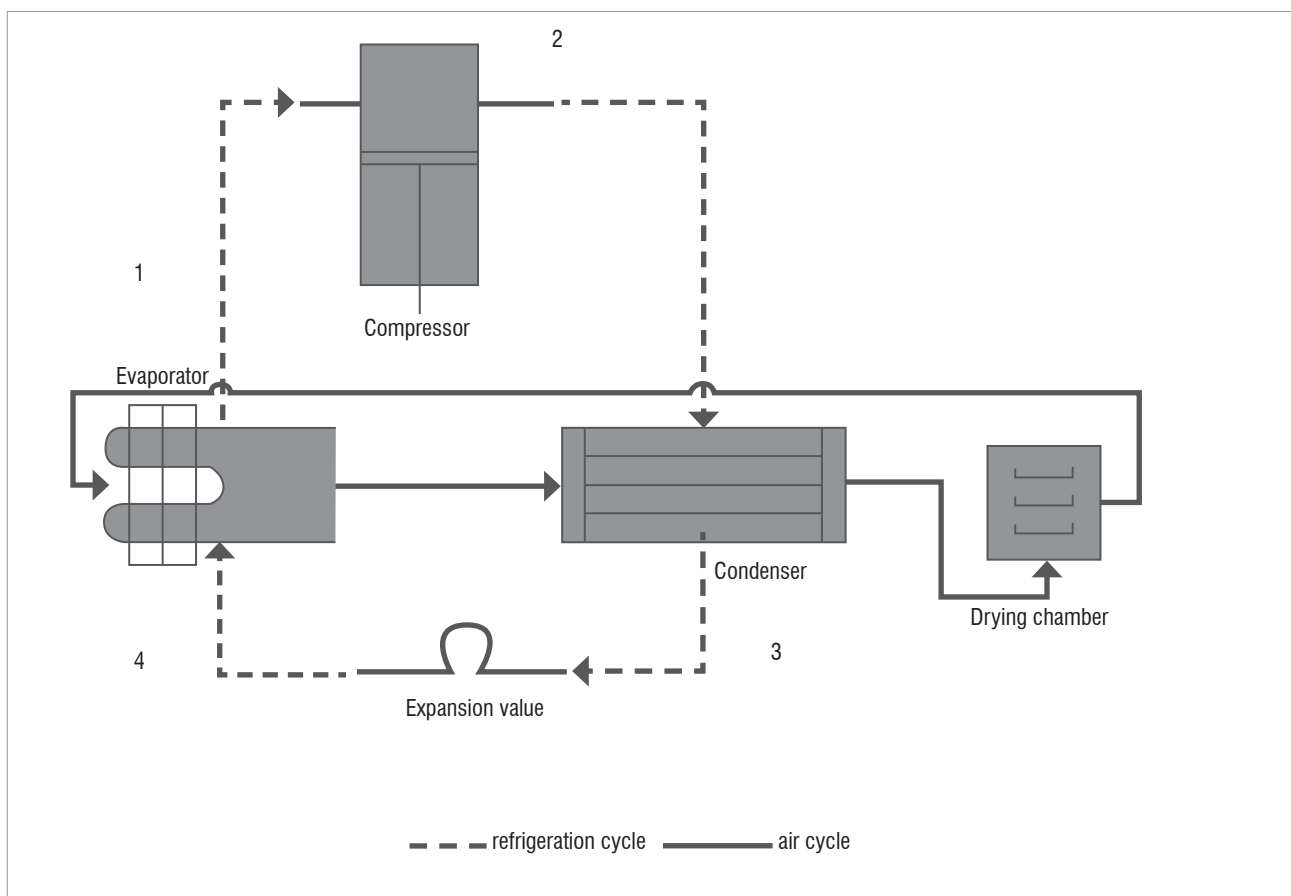 2
1
Compressor
Evaporator
Condenser
Drying chamber
3
4
Expansion value
refrigeration cycle
air cycle